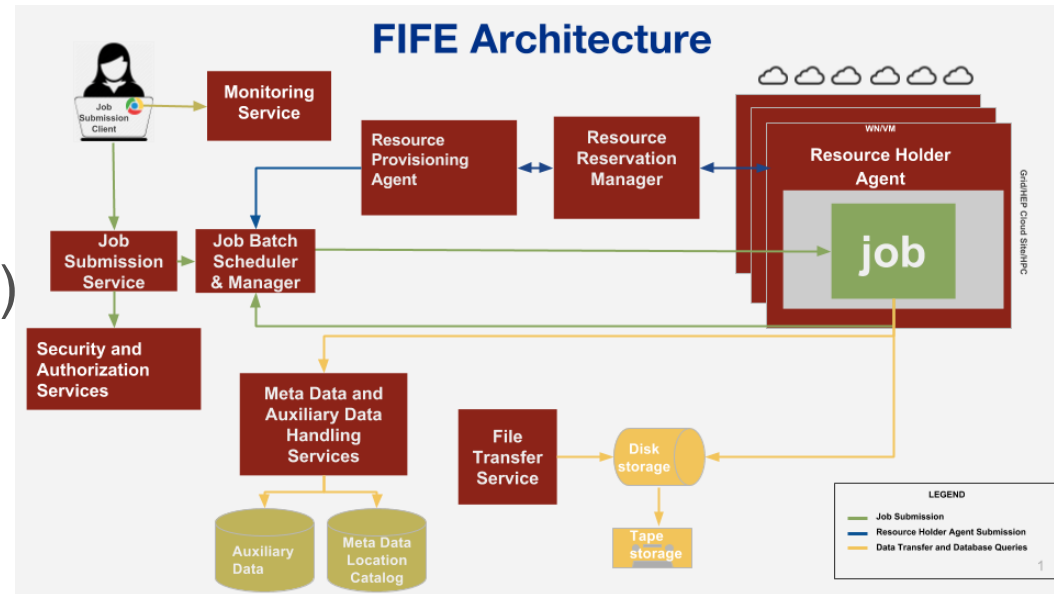 FIFE Architecture
Job
Submission
Client
Monitoring
Service
Resource
Provisioning
Agent
Resource
Reservation
Manager
WN/VM
Resource Holder
Agent
job
Grid/HEP Cloud Site/HPC
)
Job
Submission
Service
Job Batch
Scheduler
& Manager
Security and
Authorization
Services
Meta Data and
Auxiliary Data
Handling
Services
File
Transfer
Service
Disk
storage
Tape
storage
Auxiliary
Data
Meta Data
Location
Catalog
LEGEND
Job Submission
Resource Holder Agent Submission
Data Transfer and Database Queries
1